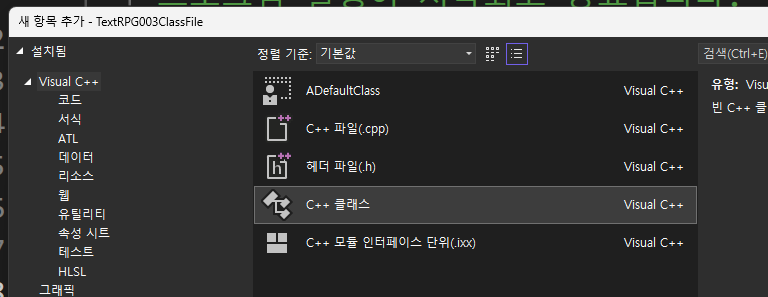 새 항목 추가 - TextRPG003ClassFile
설치됨
정렬 기준: 기본값
검색(Ctrl+E)
Visual C++
코드
서식
ATL
데이터
리소스
웹
유틸리티
속성 시트
테스트
HLSL
그래픽
ADefaultClass Visual C++
C++ 파일(.cpp) Visual C++
헤더 파일(.h) Visual C++
C++ 클래스 Visual C++
C++ 모듈 인터페이스 단위(.ixx) Visual C++
유형: Visu
빈 C++ 클